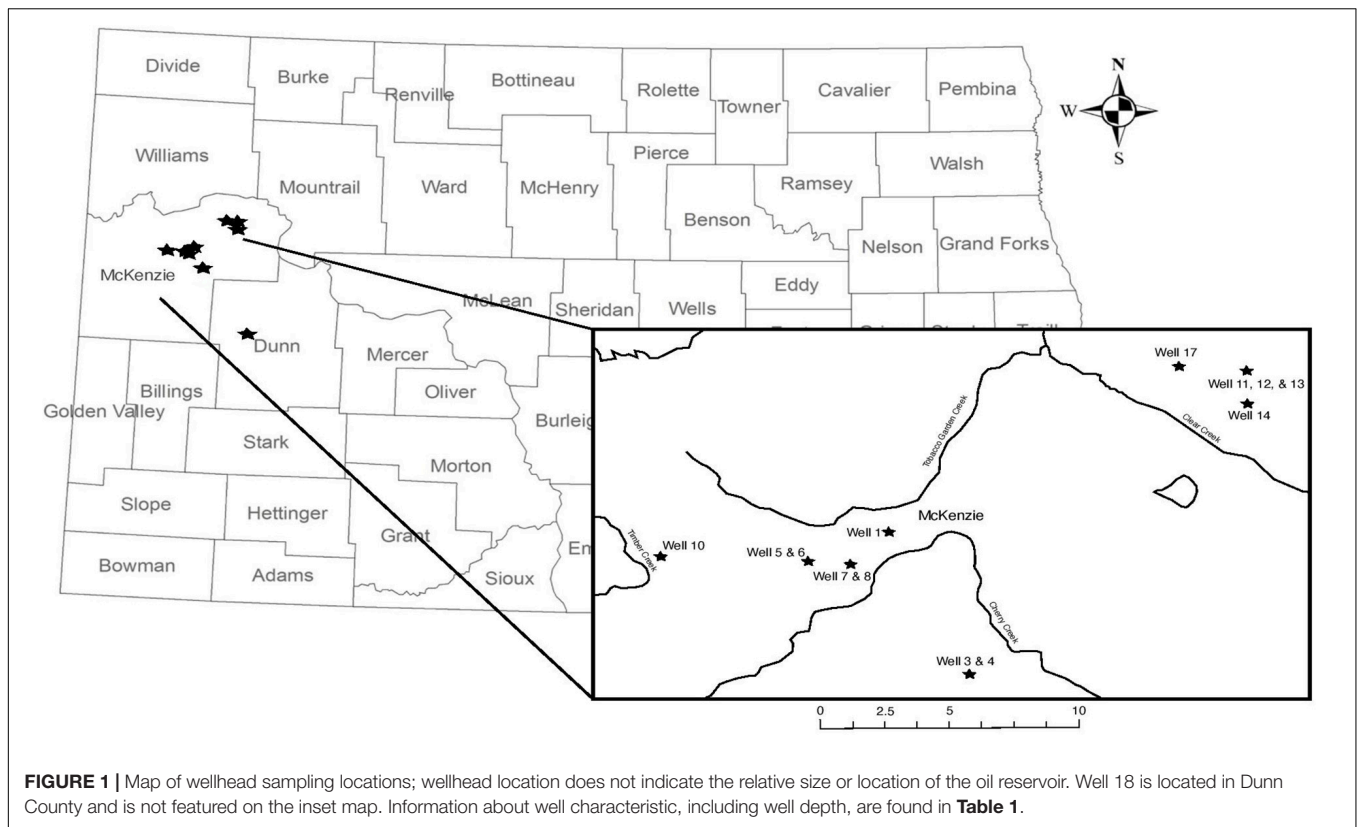 N
W
S
Divide
Burke
Renville
Bottineau
Rolette
Towner
Cavalier
Pembina
Williams
Mountrail
Ward
McHenry
Pierce
Benson
Ramsey
Walsh
Nelson
Grand Forks
McKenzie
McLean
Sheridan
Wells
Eddy
Dunn
Mercer
Oliver
Golden Valley
Billings
Stark
Morton
Slope
Hettinger
Grant
Bowman
Adams
Sioux
Well 17
Well 11, 12, & 13
Well 14
Tobacco Garden Creek
Clear Creek
McKenzie
Well 1
Timber Creek
Well 10
Well 5 & 6
Well 7 & 8
Cherry Creek
Well 3 & 4
0 2.5 5 10
FIGURE 1 | Map of wellhead sampling locations; wellhead location does not indicate the relative size or location of the oil reservoir. Well 18 is located in Dunn
County and is not featured on the inset map. Information about well characteristic, including well depth, are found in Table 1.